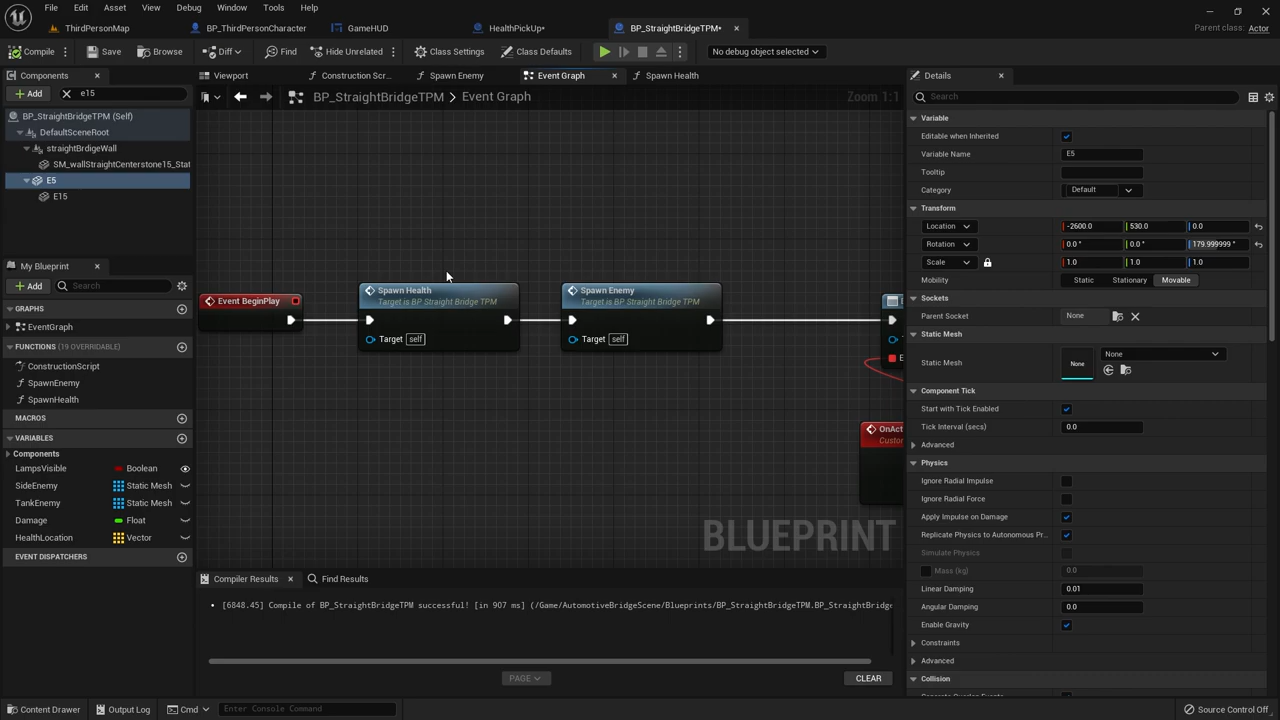 File Edit Asset View Debug Window Tools Help
Parent class: Actor
ThirdPersonMap
BP_ThirdPersonCharacter
GameHUD
HealthPickUp*
BP_StraightBridgeTPM*
Compile
Save
Browse
Diff
Find
Hide Unrelated
Class Settings
Class Defaults
No debug object selected
Components
Add
e15
BP_StraightBridgeTPM (Self)
DefaultSceneRoot
straightBrdigeWall
SM_wallStraightCenterstone15_Stat
E5
E15
My Blueprint
Add
Search
GRAPHS
EventGraph
FUNCTIONS (19 OVERRIDABLE)
ConstructionScript
SpawnEnemy
SpawnHealth
MACROS
VARIABLES
Components
LampsVisible Boolean
SideEnemy Static Mesh
TankEnemy Static Mesh
Damage Float
HealthLocation Vector
EVENT DISPATCHERS
Viewport
Construction Scr...
Spawn Enemy
Event Graph
Spawn Health
BP_StraightBridgeTPM > Event Graph
Zoom 1:1
Event BeginPlay
Spawn Health
Target is BP Straight Bridge TPM
Target self
Spawn Enemy
Target is BP Straight Bridge TPM
Target self
OnAct
Custom
BLUEPRINT
Compiler Results
Find Results
[6848.45] Compile of BP_StraightBridgeTPM successful! [in 907 ms] (/Game/AutomotiveBridgeScene/Blueprints/BP_StraightBridgeTPM.BP_StraightBridge
PAGE
CLEAR
Details
Search
Variable
Editable when Inherited
Variable Name E5
Tooltip
Category Default
Transform
Location -2600.0 530.0 0.0
Rotation 0.0 ° 0.0 ° 179.999999 °
Scale 1.0 1.0 1.0
Mobility Static Stationary Movable
Sockets
Parent Socket None
Static Mesh
Static Mesh None None
Component Tick
Start with Tick Enabled
Tick Interval (secs) 0.0
Advanced
Physics
Ignore Radial Impulse
Ignore Radial Force
Apply Impulse on Damage
Replicate Physics to Autonomous Pr...
Simulate Physics
Mass (kg) 0.0
Linear Damping 0.01
Angular Damping 0.0
Enable Gravity
Constraints
Advanced
Collision
Content Drawer
Output Log
Cmd
Enter Console Command
Source Control Off